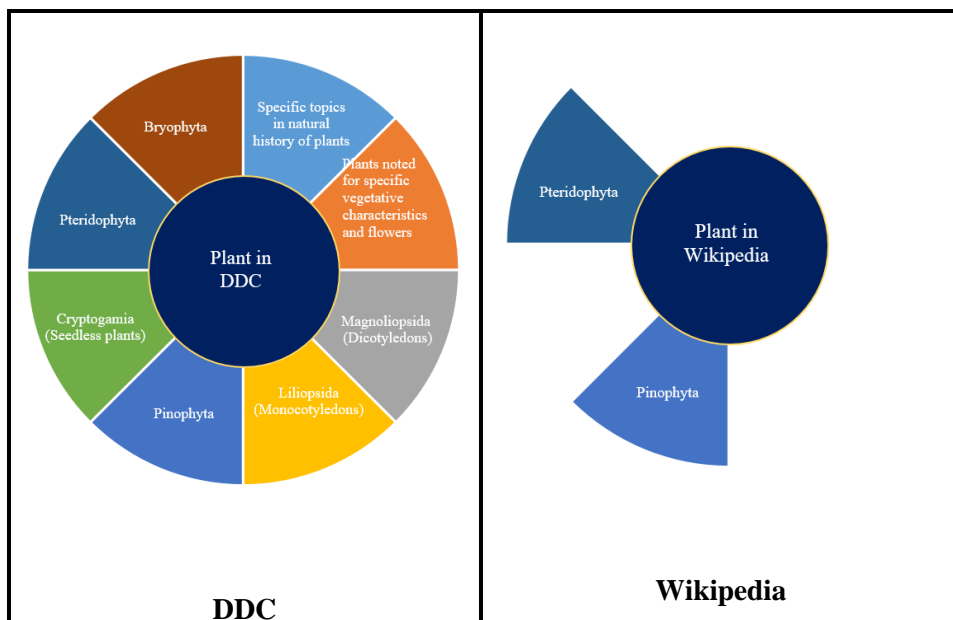 Specific topics
in natural
history of plants
Plants noted
for specific
vegetative
characteristics
and flowers
Magnoliopsida
(Dicotyledons)
Liliopsida
(Monocotyledons)
Pinophyta
Cryptogamia
(Seedless plants)
Pteridophyta
Bryophyta
Plant in
DDC
DDC
Pteridophyta
Plant in
Wikipedia
Pinophyta
Wikipedia